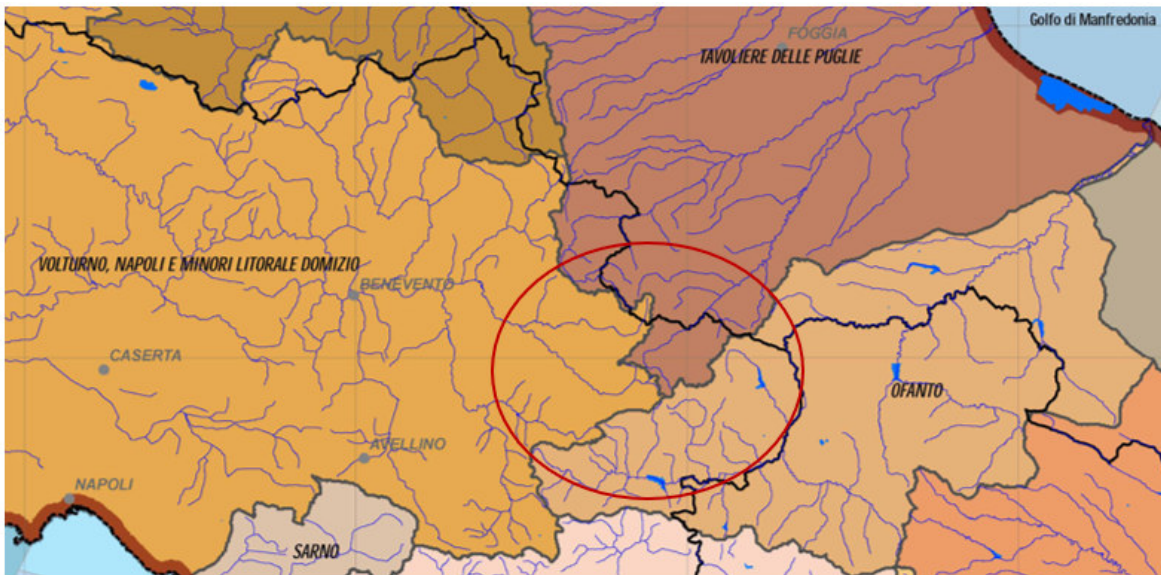 Golfo di Manfredonia
FOGGIA
TAVOLIERE DELLE PUGLIE
VOLTURNO, NAPOLI E MINORI LITORALE DOMIZIO
BENEVENTO
CASERTA
OFANTO
AVELLINO
NAPOLI
SARNO